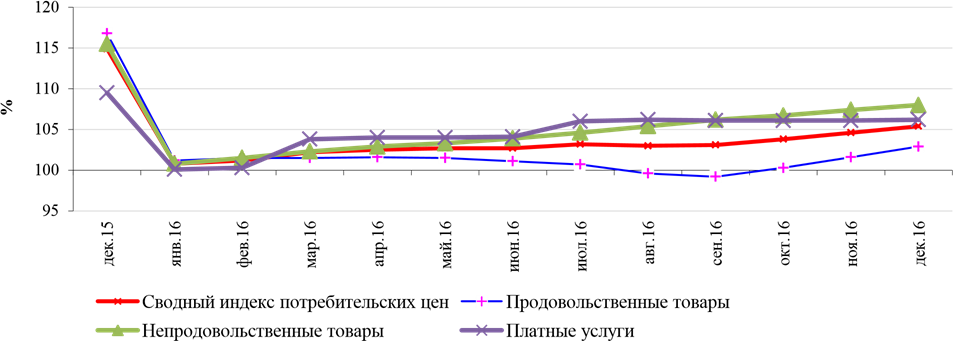 120
115
110
105
100
95
%
дек.15
янв.16
фев.16
мар.16
апр.16
май.16
июн.16
июл.16
авг.16
сен.16
окт.16
ноя.16
дек.16
Сводный индекс потребительских цен
Продовольственные товары
Непродовольственные товары
Платные услуги